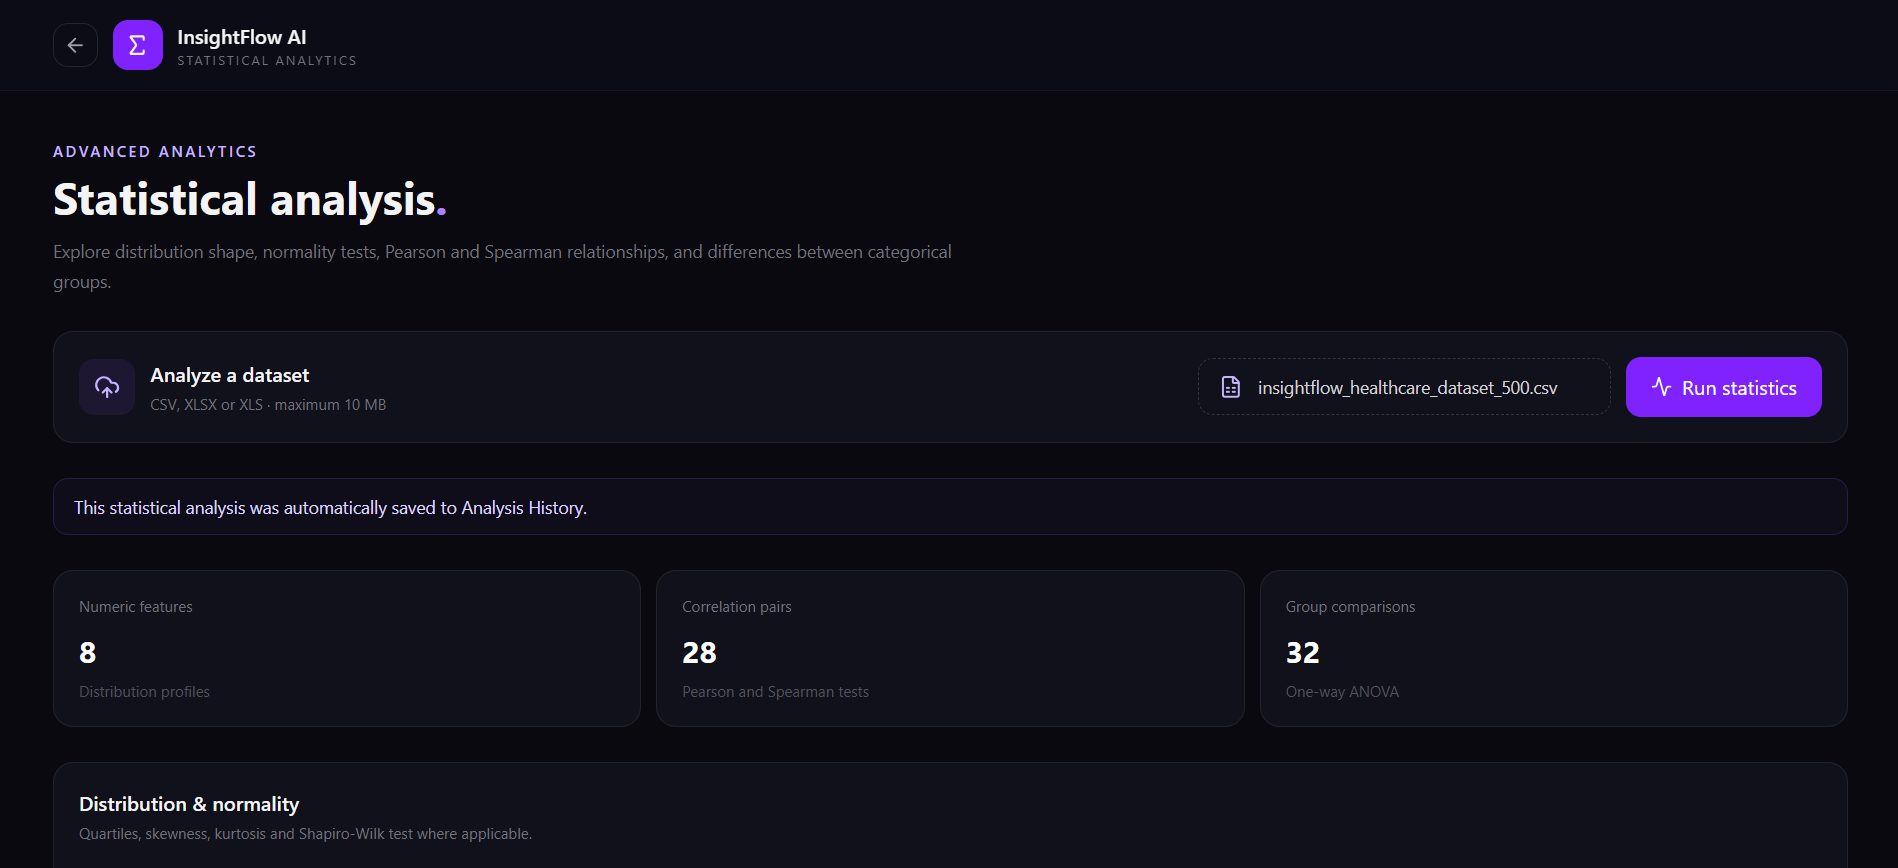 InsightFlow AI
STATISTICAL ANALYTICS
ADVANCED ANALYTICS
Statistical analysis.
Explore distribution shape, normality tests, Pearson and Spearman relationships, and differences between categorical
groups.
Analyze a dataset
CSV, XLSX or XLS · maximum 10 MB
insightflow_healthcare_dataset_500.csv
Run statistics
This statistical analysis was automatically saved to Analysis History.
Numeric features
8
Distribution profiles
Correlation pairs
28
Pearson and Spearman tests
Group comparisons
32
One-way ANOVA
Distribution & normality
Quartiles, skewness, kurtosis and Shapiro-Wilk test where applicable.